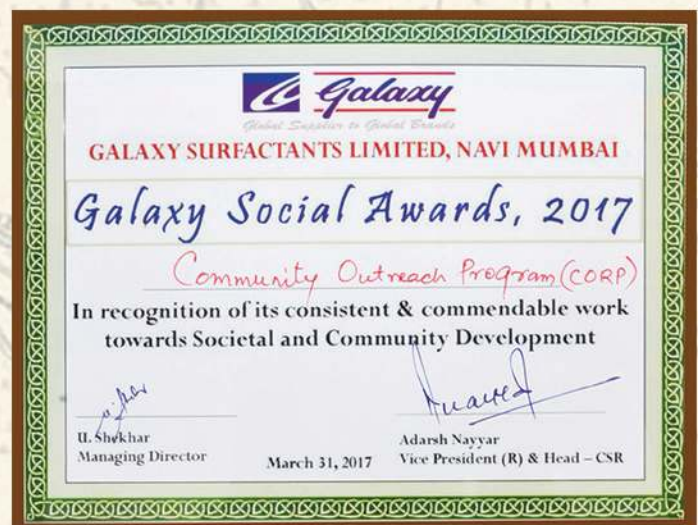 Galaxy
Global Supplier to Global Brands
GALAXY SURFACTANTS LIMITED, NAVI MUMBAI
Galaxy Social Awards, 2017
Community Outreach Program (CORP)
In recognition of its consistent & commendable work
towards Societal and Community Development
U. Shekhar
Managing Director
March 31, 2017
Adarsh Nayyar
Vice President (R) & Head – CSR